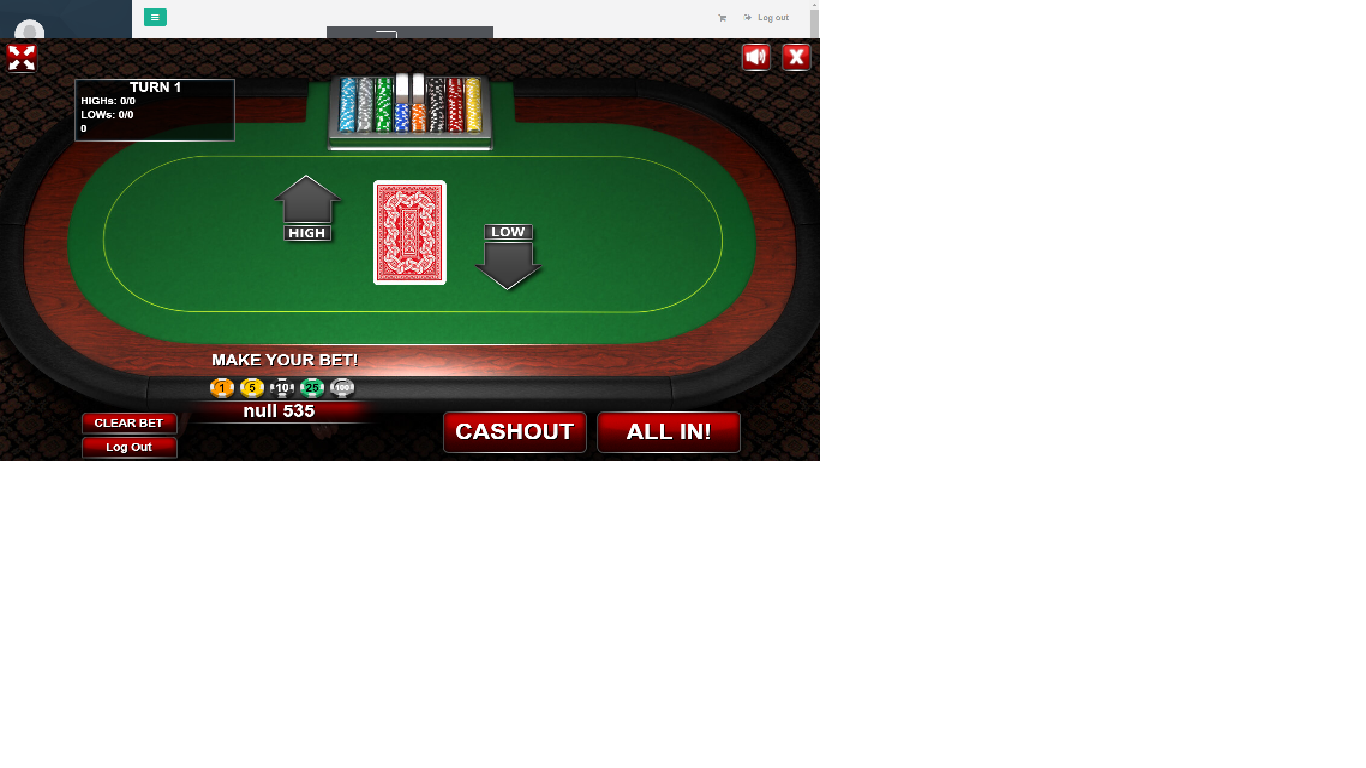 Log out
TURN 1
HIGHs: 0/0
LOWs: 0/0
0
HIGH
LOW
MAKE YOUR BET!
1 5 10 25 100
null 535
CLEAR BET
Log Out
CASHOUT
ALL IN!